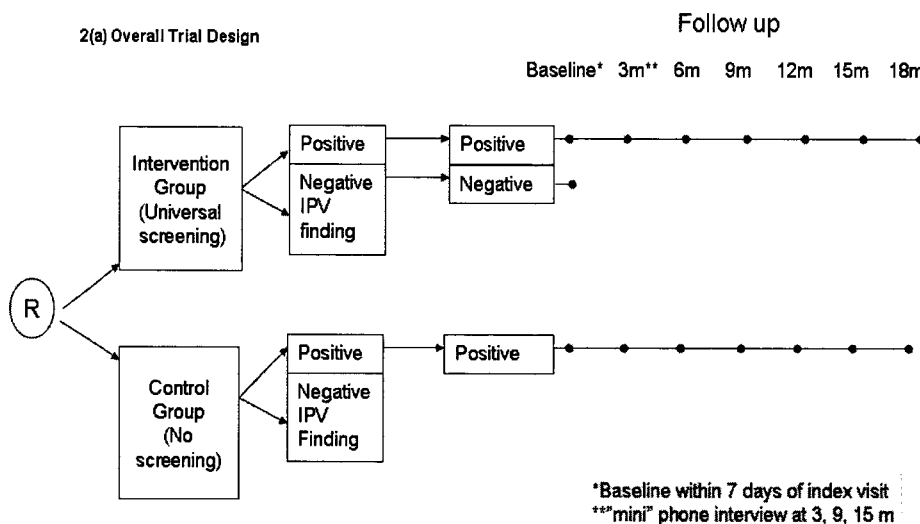 2(a) Overall Trial Design
Follow up
Baseline* 3m** 6m 9m 12m 15m 18m
Intervention
Group
(Universal
screening)
Positive
Negative
IPV
finding
Positive
Negative
R
Control
Group
(No
screening)
Positive
Negative
IPV
Finding
Positive
*Baseline within 7 days of index visit
**"mini" phone interview at 3, 9, 15 m